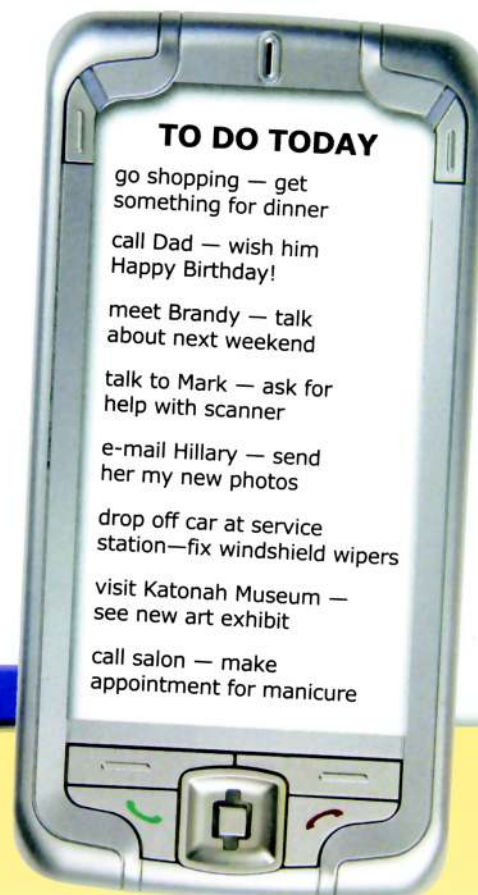 TO DO TODAY
go shopping — get
something for dinner
call Dad — wish him
Happy Birthday!
meet Brandy — talk
about next weekend
talk to Mark — ask for
help with scanner
e-mail Hillary — send
her my new photos
drop off car at service
station—fix windshield wipers
visit Katonah Museum —
see new art exhibit
call salon — make
appointment for manicure